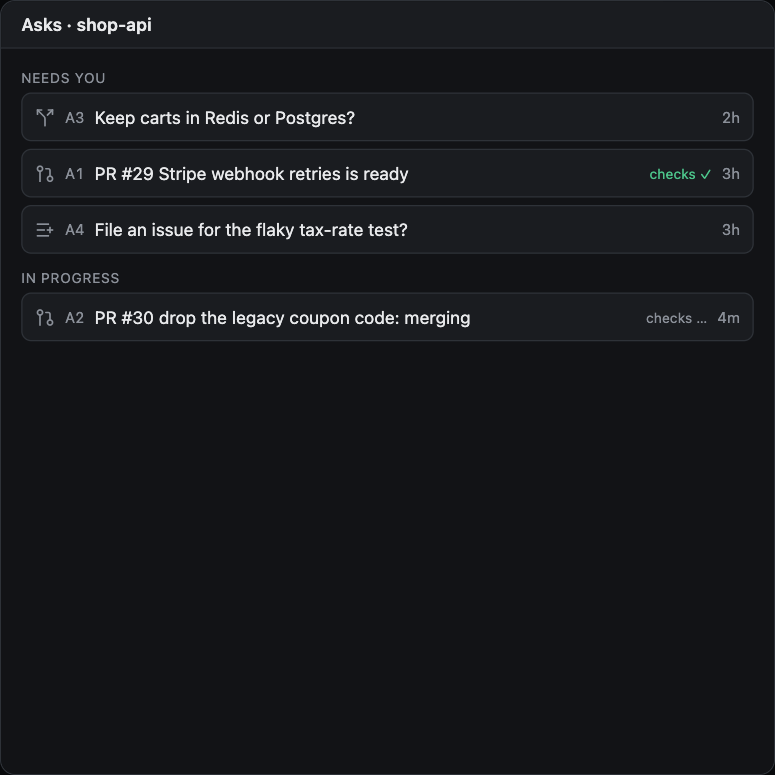 Asks · shop-api
NEEDS YOU
A3 Keep carts in Redis or Postgres? 2h
A1 PR #29 Stripe webhook retries is ready checks ✓ 3h
A4 File an issue for the flaky tax-rate test? 3h
IN PROGRESS
A2 PR #30 drop the legacy coupon code: merging checks … 4m